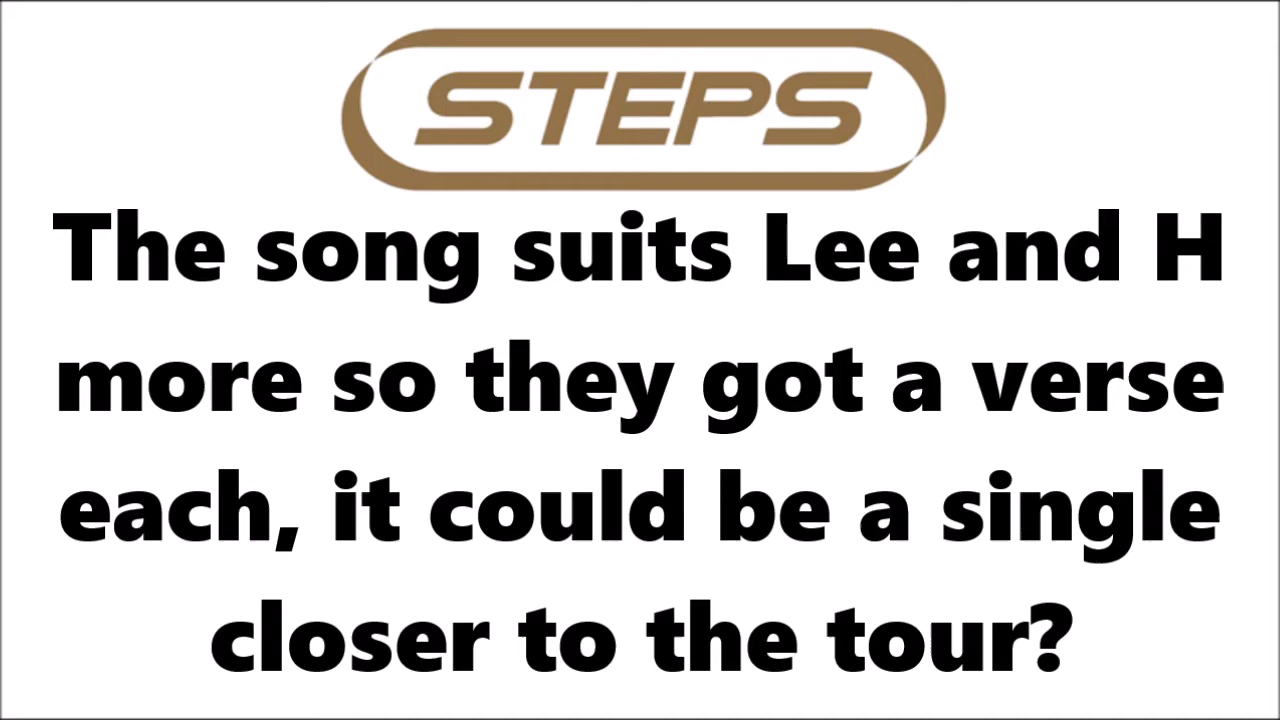 STEPS
The song suits Lee and H
more so they got a verse
each, it could be a single
closer to the tour?